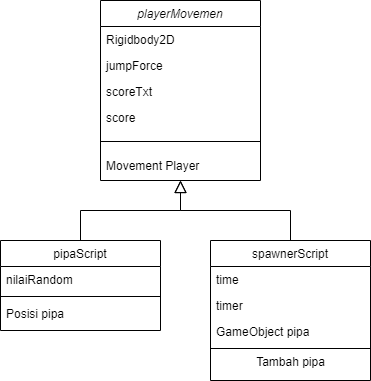 playerMovemen
Rigidbody2D
jumpForce
scoreTxt
score
Movement Player
pipaScript
nilaiRandom
Posisi pipa
spawnerScript
time
timer
GameObject pipa
Tambah pipa